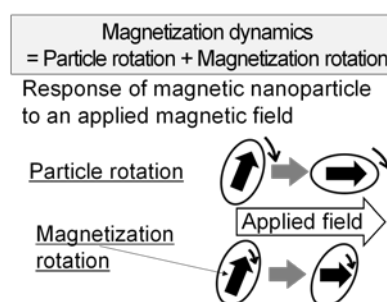 Magnetization dynamics
= Particle rotation + Magnetization rotation
Response of magnetic nanoparticle
to an applied magnetic field
Particle rotation
Applied field
Magnetization
rotation